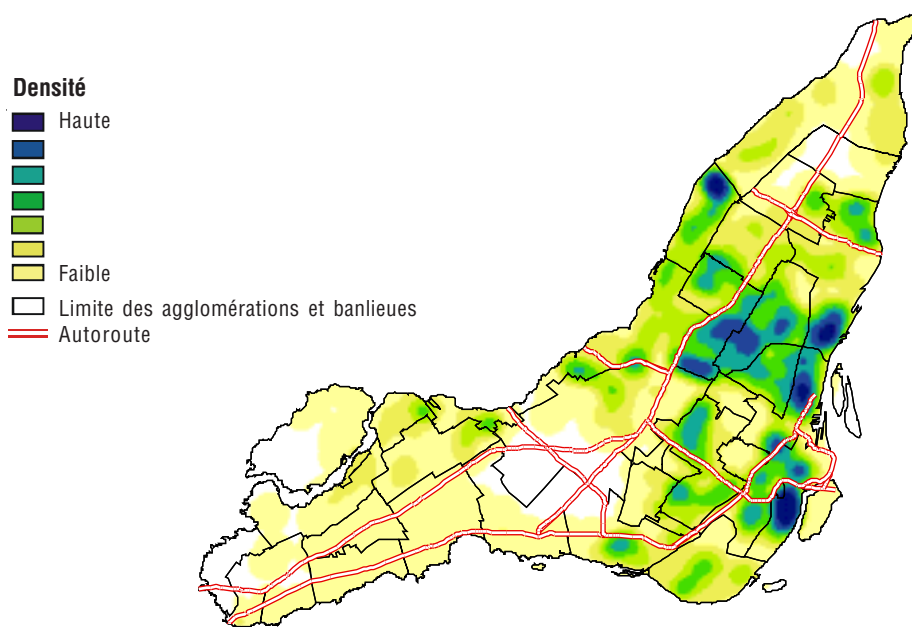 Densité
Haute
Faible
Limite des agglomérations et banlieues
Autoroute